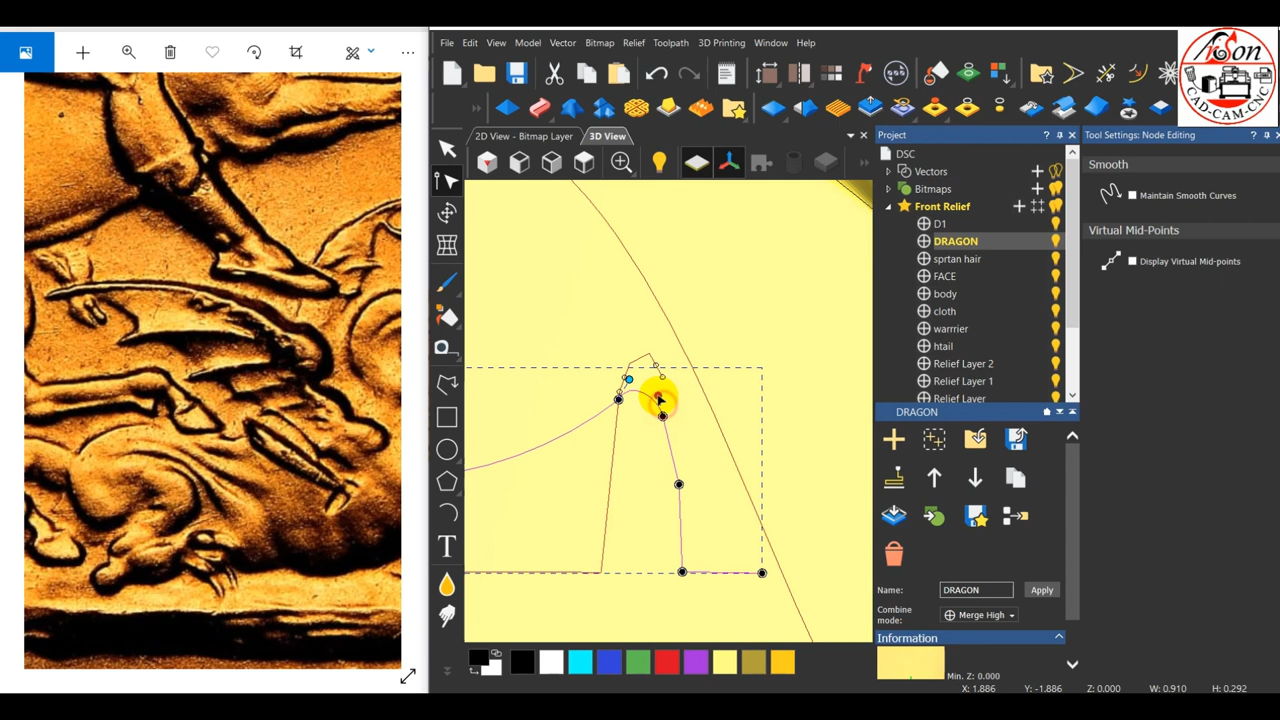 File Edit View Model Vector Bitmap Relief Toolpath 3D Printing Window Help
AiSon
CAD-CAM-CNC
2D View - Bitmap Layer 3D View
Project
Tool Settings: Node Editing
DSC
Smooth
Vectors
Maintain Smooth Curves
Bitmaps
Front Relief
Virtual Mid-Points
D1
DRAGON
sprtan hair
Display Virtual Mid-points
FACE
body
cloth
warrrier
htail
Relief Layer 2
Relief Layer 1
Relief Layer
DRAGON
T
Name: DRAGON Apply
Combine mode: Merge High
Information
Min. Z: 0.000
X: 1.886 Y: -1.886 Z: 0.000 W: 0.910 H: 0.292